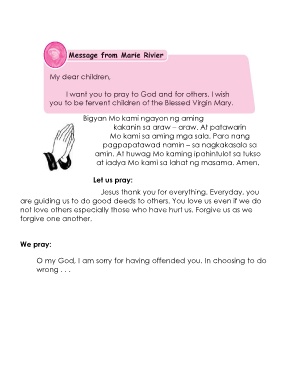 Message from Marie Rivier
My dear children,
I want you to pray to God and for others. I wish
you to be fervent children of the Blessed Virgin Mary.
Bigyan Mo kami ngayon ng aming
kakanin sa araw – araw. At patawarin
Mo kami sa aming mga sala, Para nang
pagpapatawad namin – sa nagkakasala sa
amin. At huwag Mo kaming ipahintulot sa tukso
at iadya Mo kami sa lahat ng masama. Amen.
Let us pray:
Jesus thank you for everything. Everyday, you
are guiding us to do good deeds to others. You love us even if we do
not love others especially those who have hurt us. Forgive us as we
forgive one another.
We pray:
O my God, I am sorry for having offended you. In choosing to do
wrong . . .